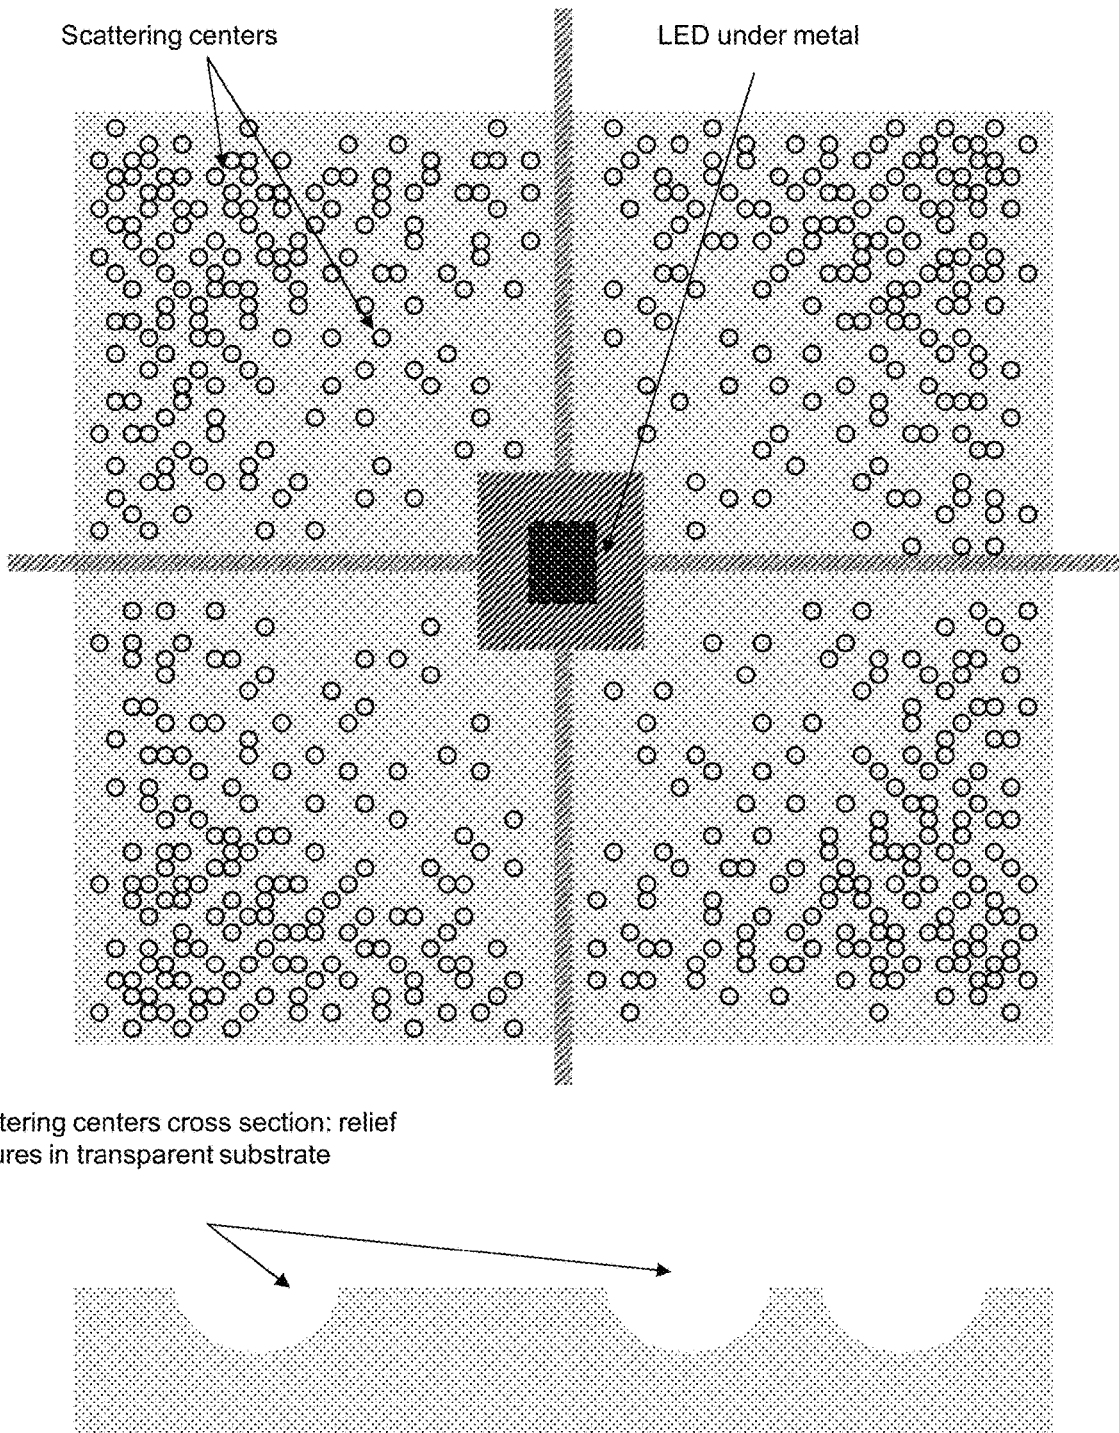 Scattering centers
LED under metal
tering centers cross section: relief
ures in transparent substrate